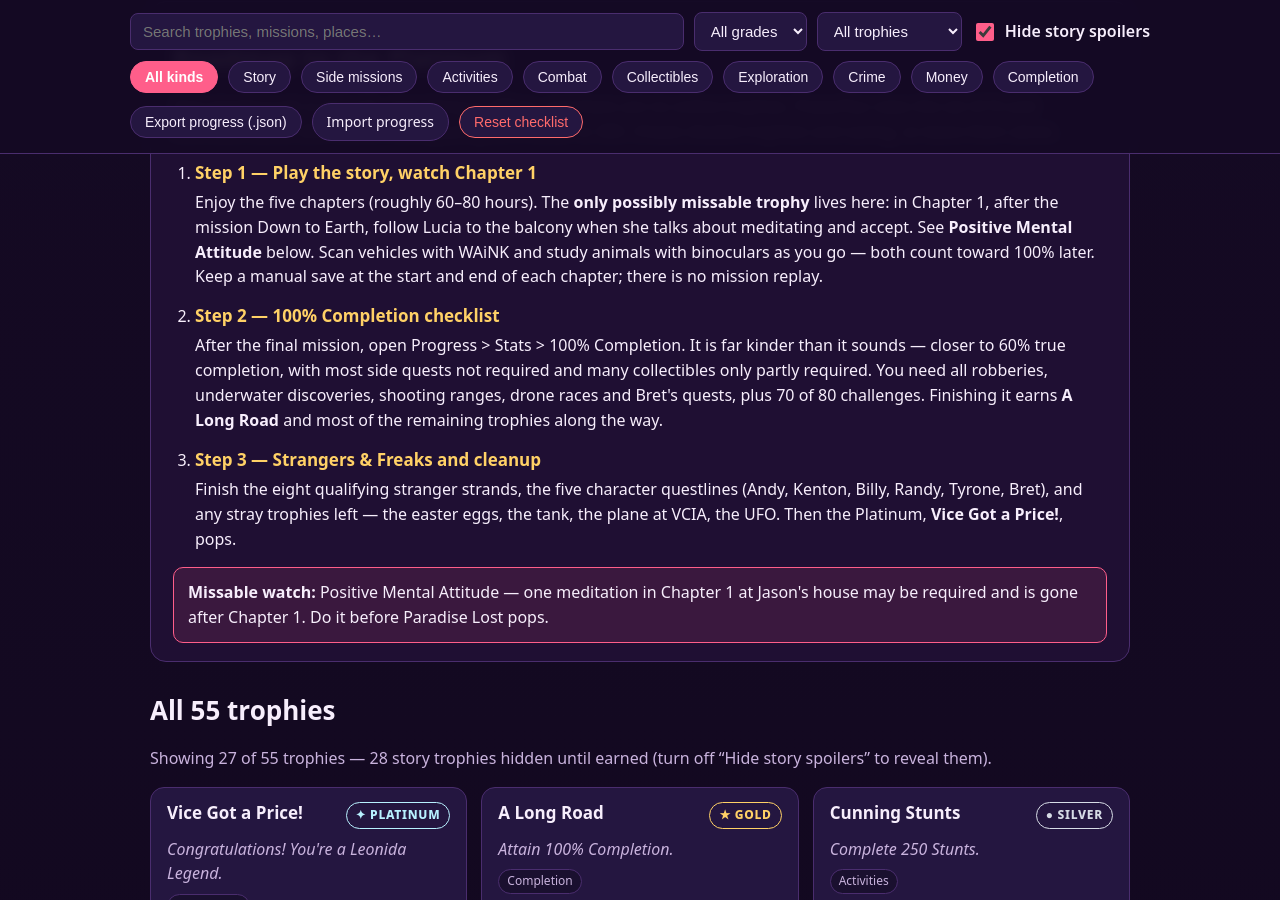 Search trophies, missions, places…
All grades
All trophies
Hide story spoilers
All kinds
Story
Side missions
Activities
Combat
Collectibles
Exploration
Crime
Money
Completion
Export progress (.json)
Import progress
Reset checklist
1. Step 1 — Play the story, watch Chapter 1
Enjoy the five chapters (roughly 60–80 hours). The only possibly missable trophy lives here: in Chapter 1, after the
mission Down to Earth, follow Lucia to the balcony when she talks about meditating and accept. See Positive Mental
Attitude below. Scan vehicles with WAiNK and study animals with binoculars as you go — both count toward 100% later.
Keep a manual save at the start and end of each chapter; there is no mission replay.
2. Step 2 — 100% Completion checklist
After the final mission, open Progress > Stats > 100% Completion. It is far kinder than it sounds — closer to 60% true
completion, with most side quests not required and many collectibles only partly required. You need all robberies,
underwater discoveries, shooting ranges, drone races and Bret's quests, plus 70 of 80 challenges. Finishing it earns A
Long Road and most of the remaining trophies along the way.
3. Step 3 — Strangers & Freaks and cleanup
Finish the eight qualifying stranger strands, the five character questlines (Andy, Kenton, Billy, Randy, Tyrone, Bret), and
any stray trophies left — the easter eggs, the tank, the plane at VCIA, the UFO. Then the Platinum, Vice Got a Price!,
pops.
Missable watch: Positive Mental Attitude — one meditation in Chapter 1 at Jason's house may be required and is gone
after Chapter 1. Do it before Paradise Lost pops.
All 55 trophies
Showing 27 of 55 trophies — 28 story trophies hidden until earned (turn off “Hide story spoilers” to reveal them).
Vice Got a Price!
✦ PLATINUM
Congratulations! You're a Leonida
Legend.
A Long Road
★ GOLD
Attain 100% Completion.
Completion
Cunning Stunts
● SILVER
Complete 250 Stunts.
Activities